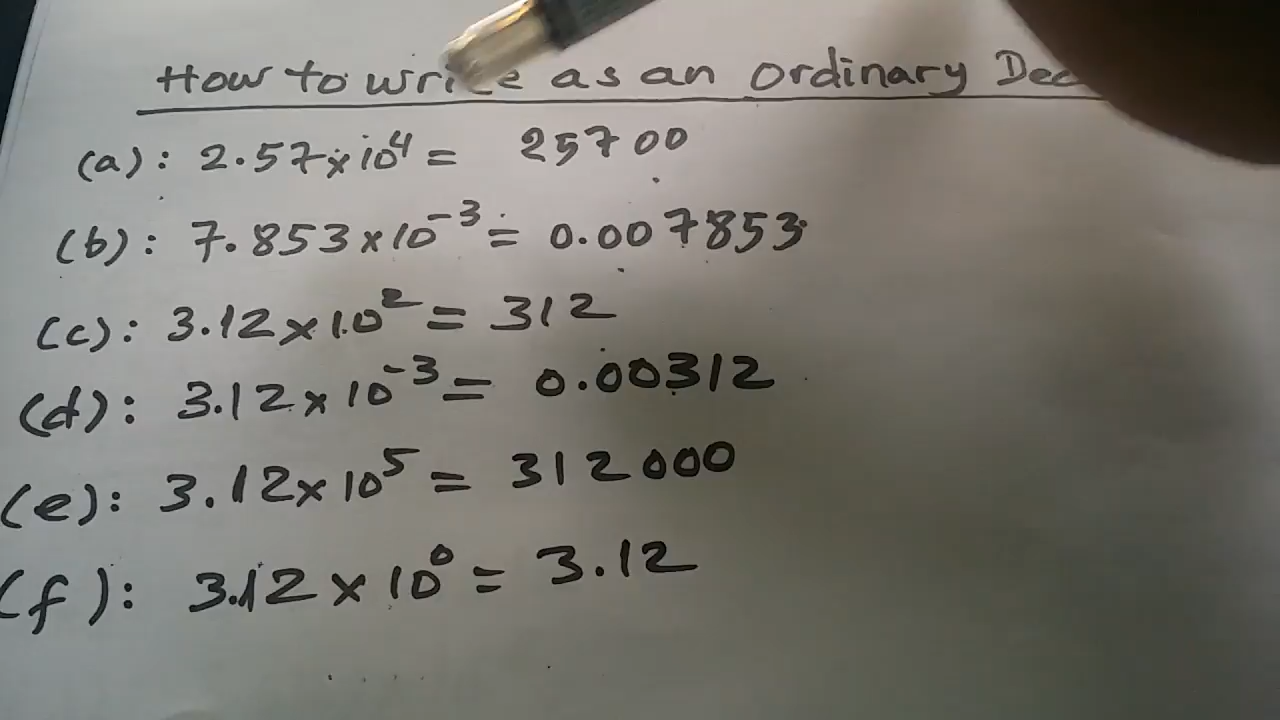 How to write as an ordinary Dec
(a): 2.57×10⁴ = 25700
(b): 7.853×10⁻³ = 0.007853
(c): 3.12×10² = 312
(d): 3.12×10⁻³ = 0.00312
(e): 3.12×10⁵ = 312000
(f): 3.12×10⁰ = 3.12